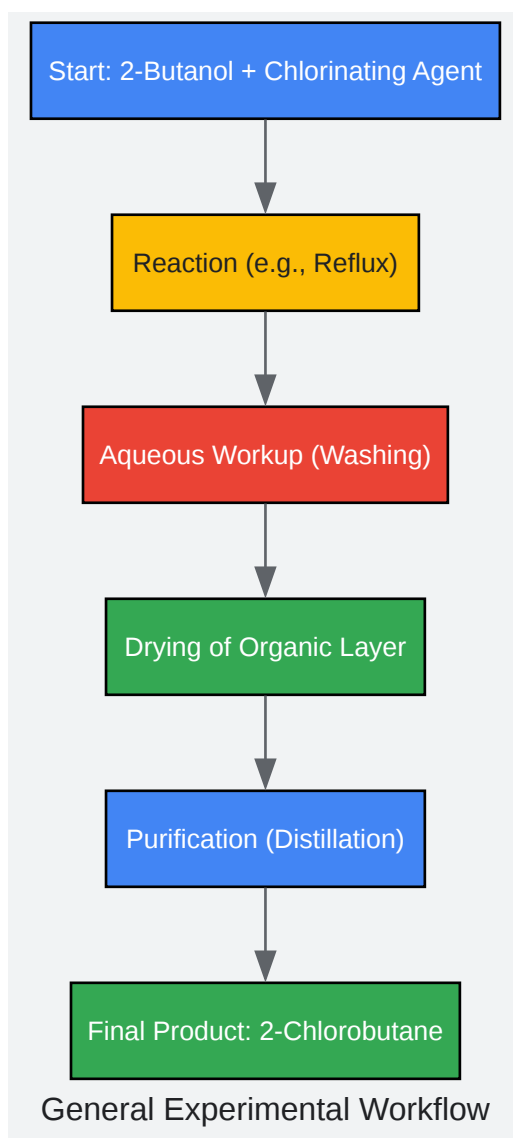 Start: 2-Butanol + Chlorinating Agent
Reaction (e.g., Reflux)
Aqueous Workup (Washing)
Drying of Organic Layer
Purification (Distillation)
Final Product: 2-Chlorobutane
General Experimental Workflow